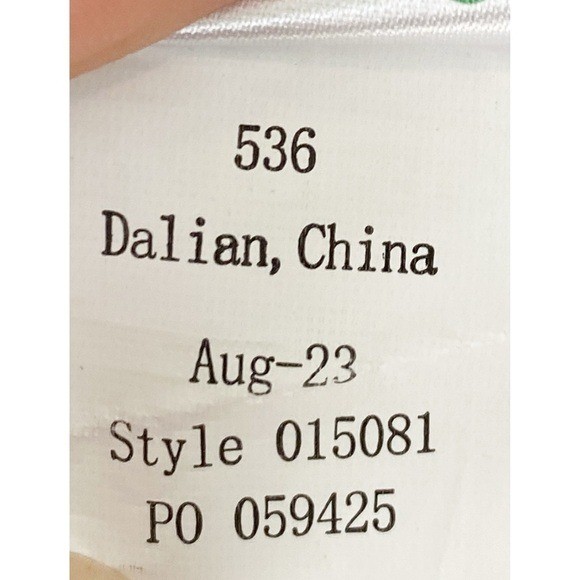 536
Dalian, China
Aug-23
Style 015081
PO 059425